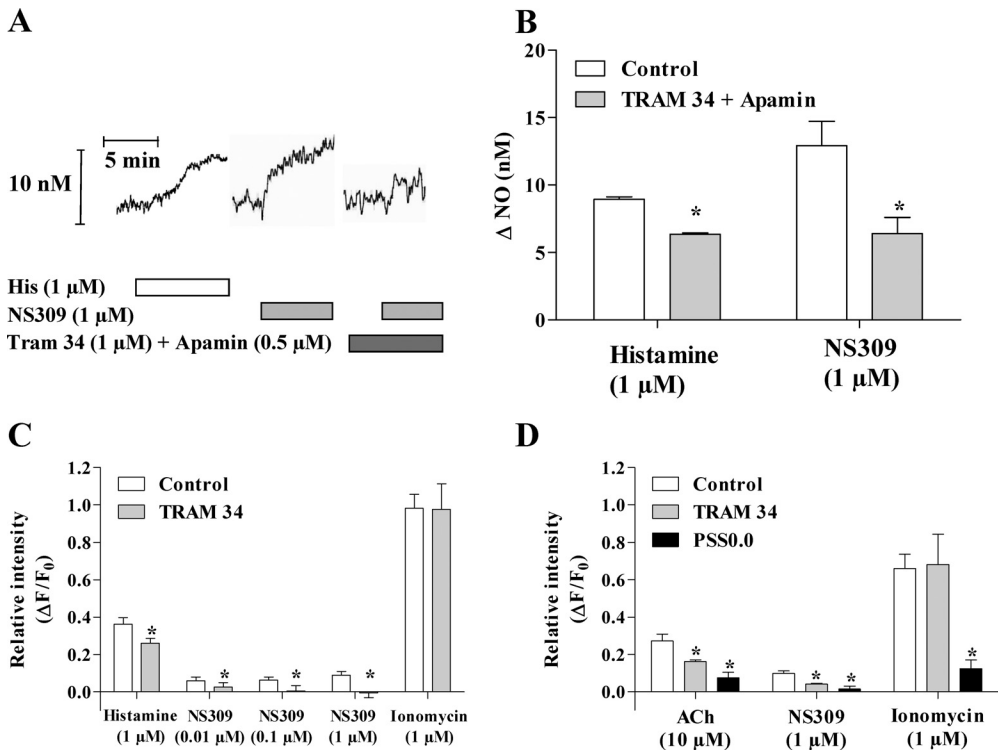 A
5 min
10 nM
His (1 µM)
NS309 (1 µM)
Tram 34 (1 µM) + Apamin (0.5 µM)
B
20
15
10
5
0
Δ NO (nM)
Control
TRAM 34 + Apamin
*
*
Histamine
(1 µM)
NS309
(1 µM)
C
1.2
1.0
0.8
0.6
0.4
0.2
0.0
Relative intensity
(ΔF/F0)
Control
TRAM 34
*
*
*
*
Histamine NS309 NS309 NS309 Ionomycin
(1 µM) (0.01 µM) (0.1 µM) (1 µM) (1 µM)
D
1.2
1.0
0.8
0.6
0.4
0.2
0.0
Relative intensity
(ΔF/F0)
Control
TRAM 34
PSS0.0
*
*
*
*
*
ACh NS309 Ionomycin
(10 µM) (1 µM) (1 µM)